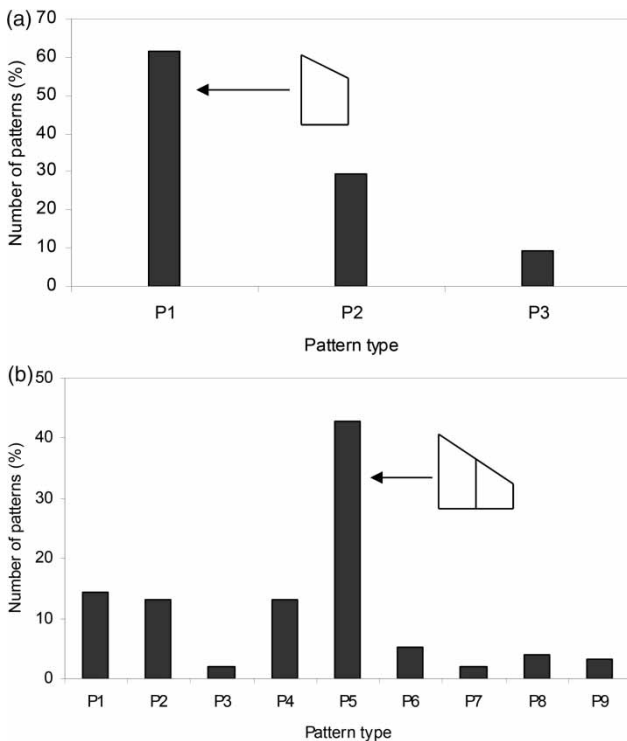 (a)
70
60
50
40
30
20
10
0
Number of patterns (%)
P1 P2 P3
Pattern type
(b)
50
40
30
20
10
0
Number of patterns (%)
P1 P2 P3 P4 P5 P6 P7 P8 P9
Pattern type